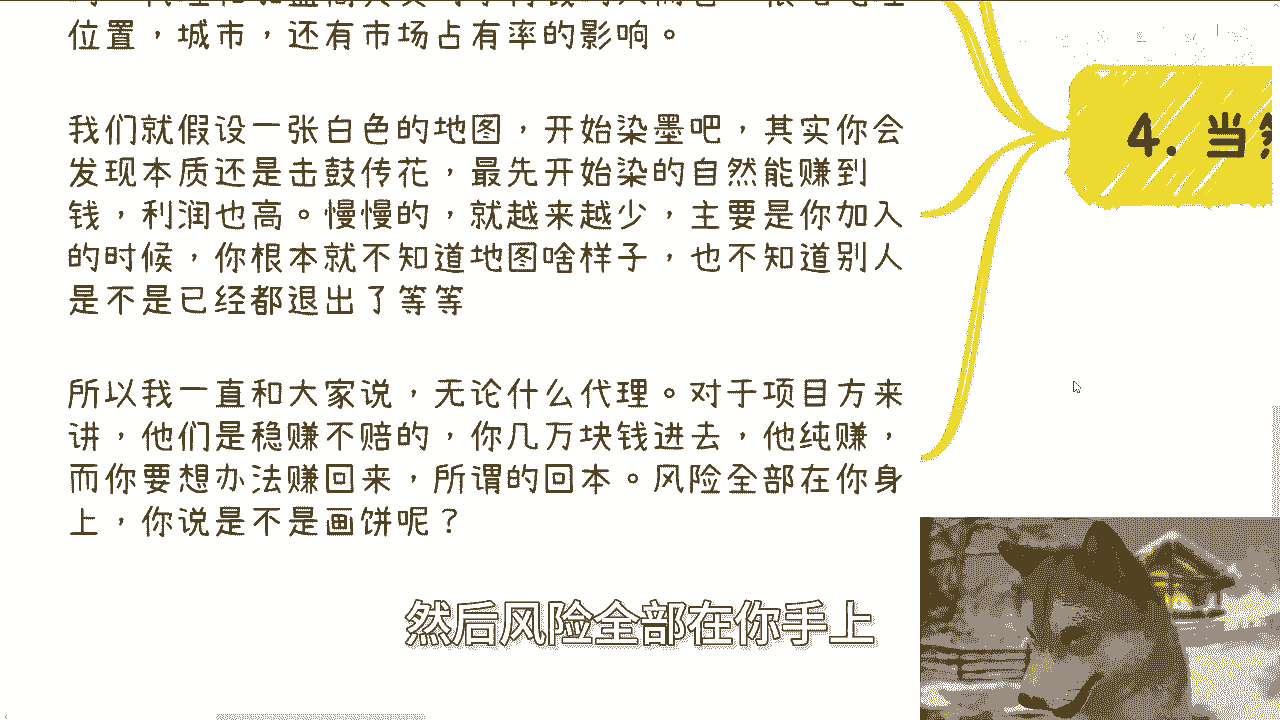 位置，城市，还有市场占有率的影响。
我们就假设一张白色的地图，开始染墨吧，其实你会
发现本质还是击鼓传花，最先开始染的自然能赚到
钱，利润也高。慢慢的，就越来越少，主要是你加入
的时候，你根本就不知道地图啥样子，也不知道别人
是不是已经都退出了等等
所以我一直和大家说，无论什么代理。对于项目方来
讲，他们是稳赚不赔的，你几万块钱进去，他纯赚，
而你要想办法赚回来，所谓的回本。风险全部在你身
上，你说是不是画饼呢？
4. 当
然后风险全部在你手上